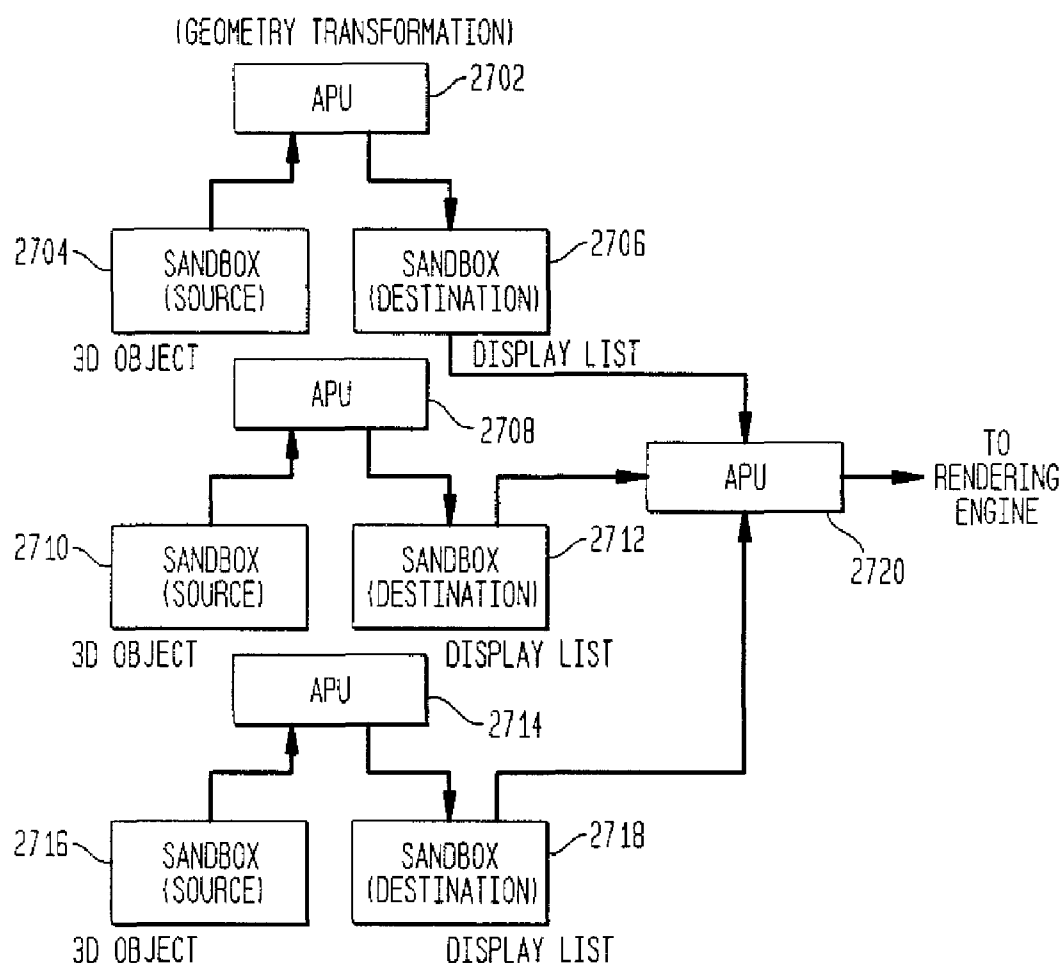 (GEOMETRY TRANSFORMATION)
APU
2702
2704
SANDBOX
(SOURCE)
3D OBJECT
SANDBOX
(DESTINATION)
2706
DISPLAY LIST
APU
2708
2710
SANDBOX
(SOURCE)
3D OBJECT
SANDBOX
(DESTINATION)
2712
DISPLAY LIST
APU
2720
TO
RENDERING
ENGINE
APU
2714
2716
SANDBOX
(SOURCE)
3D OBJECT
SANDBOX
(DESTINATION)
2718
DISPLAY LIST